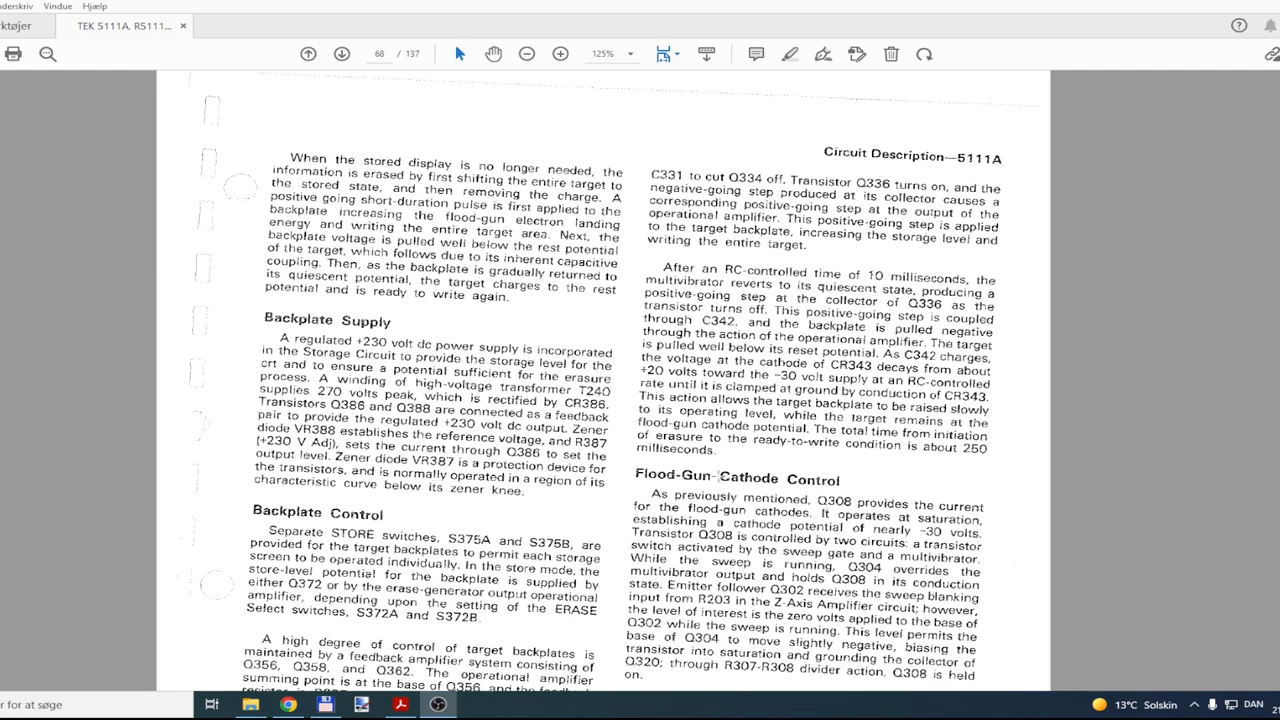 derskriv Vindue Hjælp
ktøjer TEK 5111A, R5111... ×
68 / 137 125%
Circuit Description—5111A
When the stored display is no longer needed, the
information is erased by first shifting the entire target to
the stored state, and then removing the charge. A
positive going short-duration pulse is first applied to the
backplate increasing the flood-gun electron landing
energy and writing the entire target area. Next, the
backplate voltage is pulled well below the rest potential
of the target, which follows due to its inherent capacitive
coupling. Then, as the backplate is gradually returned to
its quiescent potential, the target charges to the rest
potential and is ready to write again.
Backplate Supply
A regulated +230 volt dc power supply is incorporated
in the Storage Circuit to provide the storage level for the
crt and to ensure a potential sufficient for the erasure
process. A winding of high-voltage transformer T240
supplies 270 volts peak, which is rectified by CR386.
Transistors Q386 and Q388 are connected as a feedback
pair to provide the regulated +230 volt dc output. Zener
diode VR388 establishes the reference voltage, and R387
(+230 V Adj), sets the current through Q386 to set the
output level. Zener diode VR387 is a protection device for
the transistors, and is normally operated in a region of its
characteristic curve below its zener knee.
Backplate Control
Separate STORE switches, S375A and S375B, are
provided for the target backplates to permit each storage
screen to be operated individually. In the store mode, the
store-level potential for the backplate is supplied by
either Q372 or by the erase-generator output operational
amplifier, depending upon the setting of the ERASE
Select switches, S372A and S372B.
A high degree of control of target backplates is
maintained by a feedback amplifier system consisting of
Q356, Q358, and Q362. The operational amplifier
summing point is at the base of Q356, and the feedback
C331 to cut Q334 off. Transistor Q336 turns on, and the
negative-going step produced at its collector causes a
corresponding positive-going step at the output of the
operational amplifier. This positive-going step is applied
to the target backplate, increasing the storage level and
writing the entire target.
After an RC-controlled time of 10 milliseconds, the
multivibrator reverts to its quiescent state, producing a
positive-going step at the collector of Q336 as the
transistor turns off. This positive-going step is coupled
through C342, and the backplate is pulled negative
through the action of the operational amplifier. The target
is pulled well below its reset potential. As C342 charges,
the voltage at the cathode of CR343 decays from about
+20 volts toward the −30 volt supply at an RC-controlled
rate until it is clamped at ground by conduction of CR343.
This action allows the target backplate to be raised slowly
to its operating level, while the target remains at the
flood-gun cathode potential. The total time from initiation
of erasure to the ready-to-write condition is about 250
milliseconds.
Flood-Gun-Cathode Control
As previously mentioned, Q308 provides the current
for the flood-gun cathodes. It operates at saturation,
establishing a cathode potential of nearly −30 volts.
Transistor Q308 is controlled by two circuits: a transistor
switch activated by the sweep gate and a multivibrator.
While the sweep is running, Q304 overrides the
multivibrator output and holds Q308 in its conduction
state. Emitter follower Q302 receives the sweep blanking
input from R203 in the Z-Axis Amplifier circuit; however,
the level of interest is the zero volts applied to the base of
Q302 while the sweep is running. This level permits the
base of Q304 to move slightly negative, biasing the
transistor into saturation and grounding the collector of
Q320; through R307-R308 divider action, Q308 is held
on.
r for at søge 13°C Solskin DAN